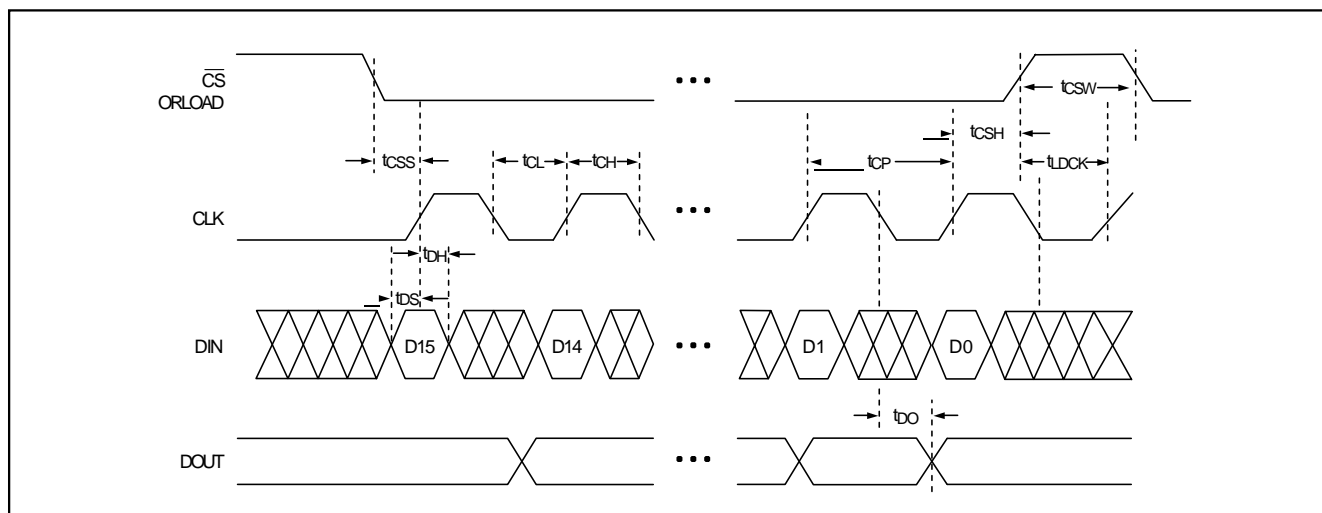 CS
ORLOAD
• • •
tCSW
tCSH
tCSS
tCL
tCH
tCP
tLDCK
CLK
• • •
tDH
tDS
DIN
D15
D14
• • •
D1
D0
tDO
DOUT
• • •